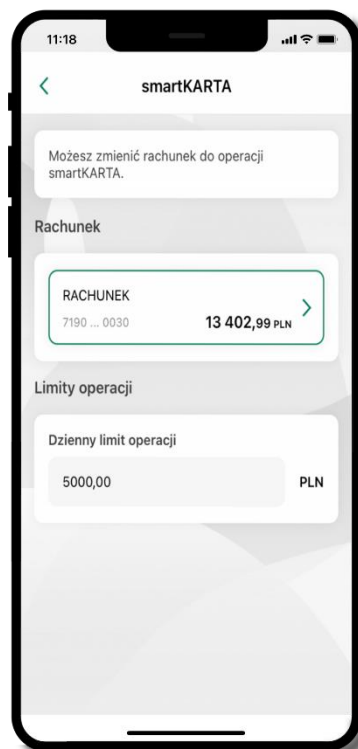 11:18
smartKARTA
Możesz zmienić rachunek do operacji
smartKARTA.
Rachunek
RACHUNEK
7190 ... 0030 13 402,99 PLN
Limity operacji
Dzienny limit operacji
5000,00 PLN